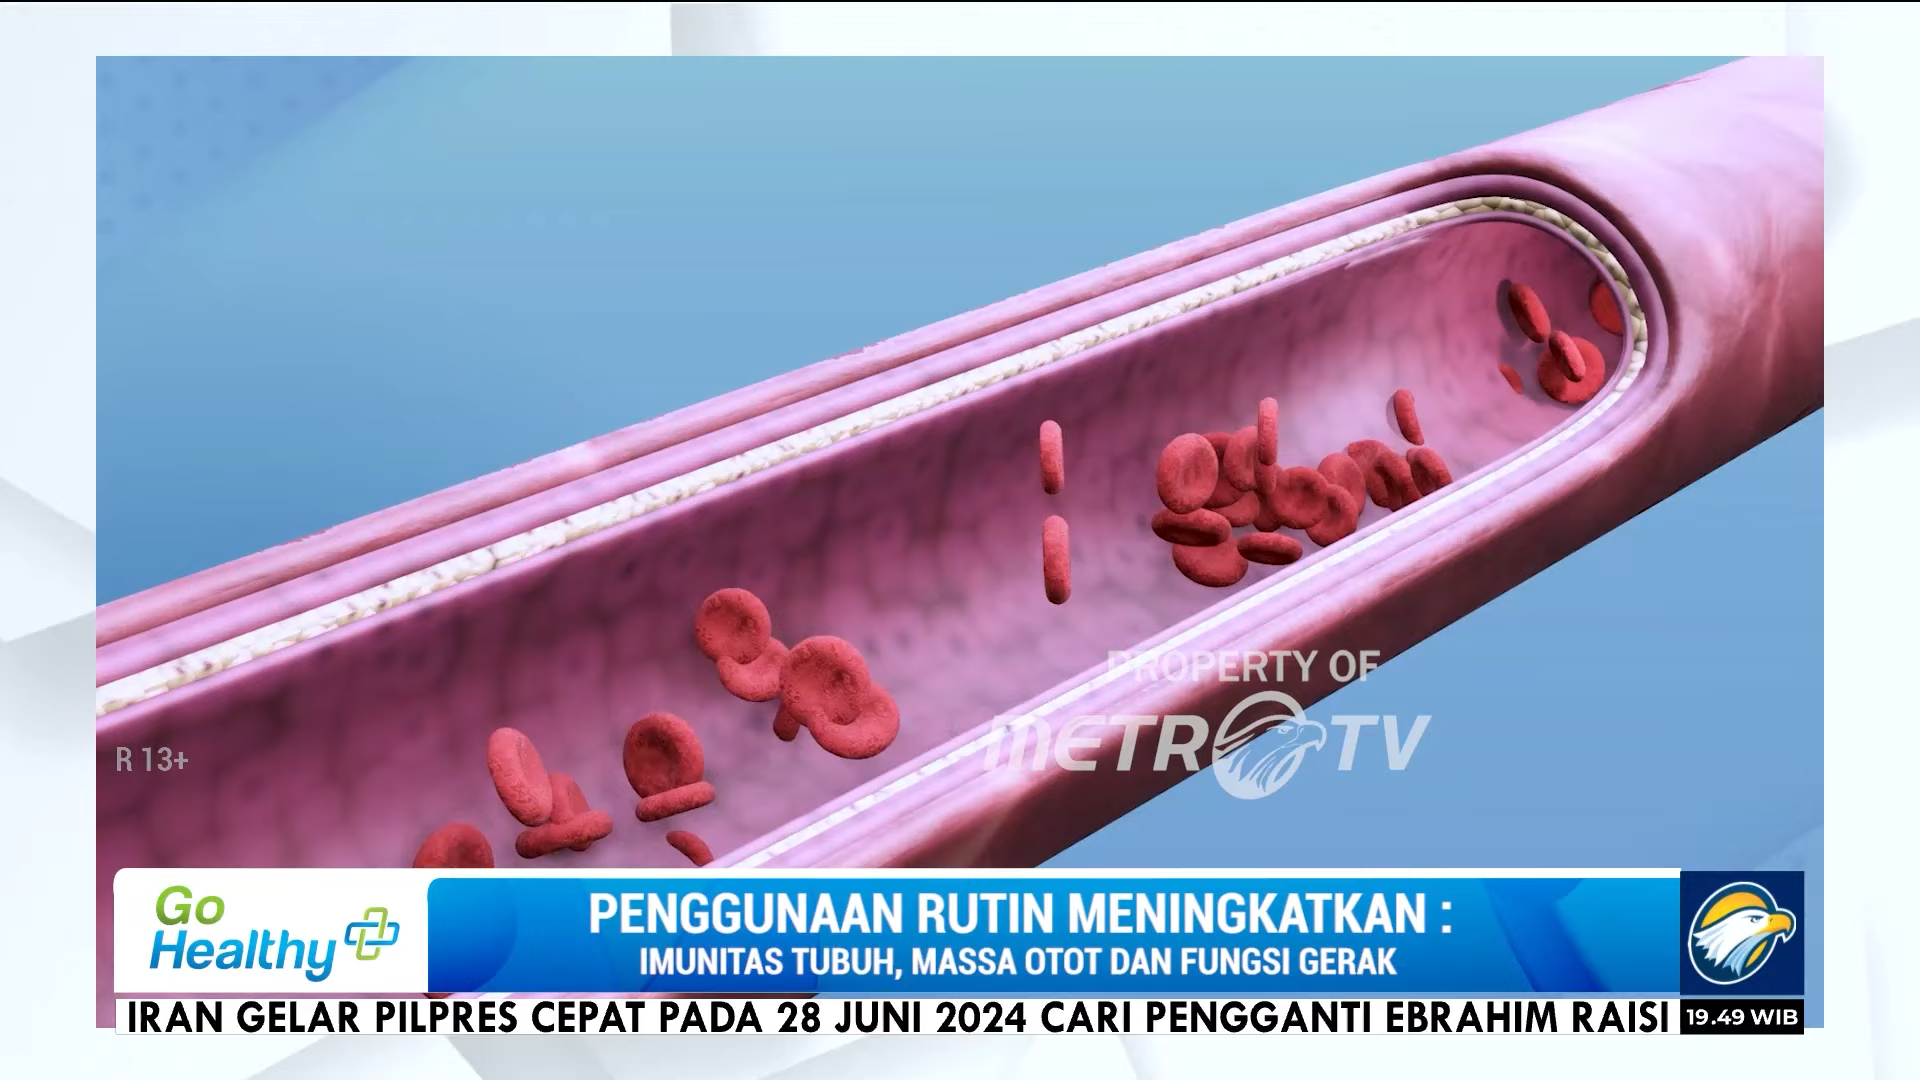 PROPERTY OF
METRO TV
R 13+
Go
Healthy
PENGGUNAAN RUTIN MENINGKATKAN :
IMUNITAS TUBUH, MASSA OTOT DAN FUNGSI GERAK
IRAN GELAR PILPRES CEPAT PADA 28 JUNI 2024 CARI PENGGANTI EBRAHIM RAISI
19.49 WIB